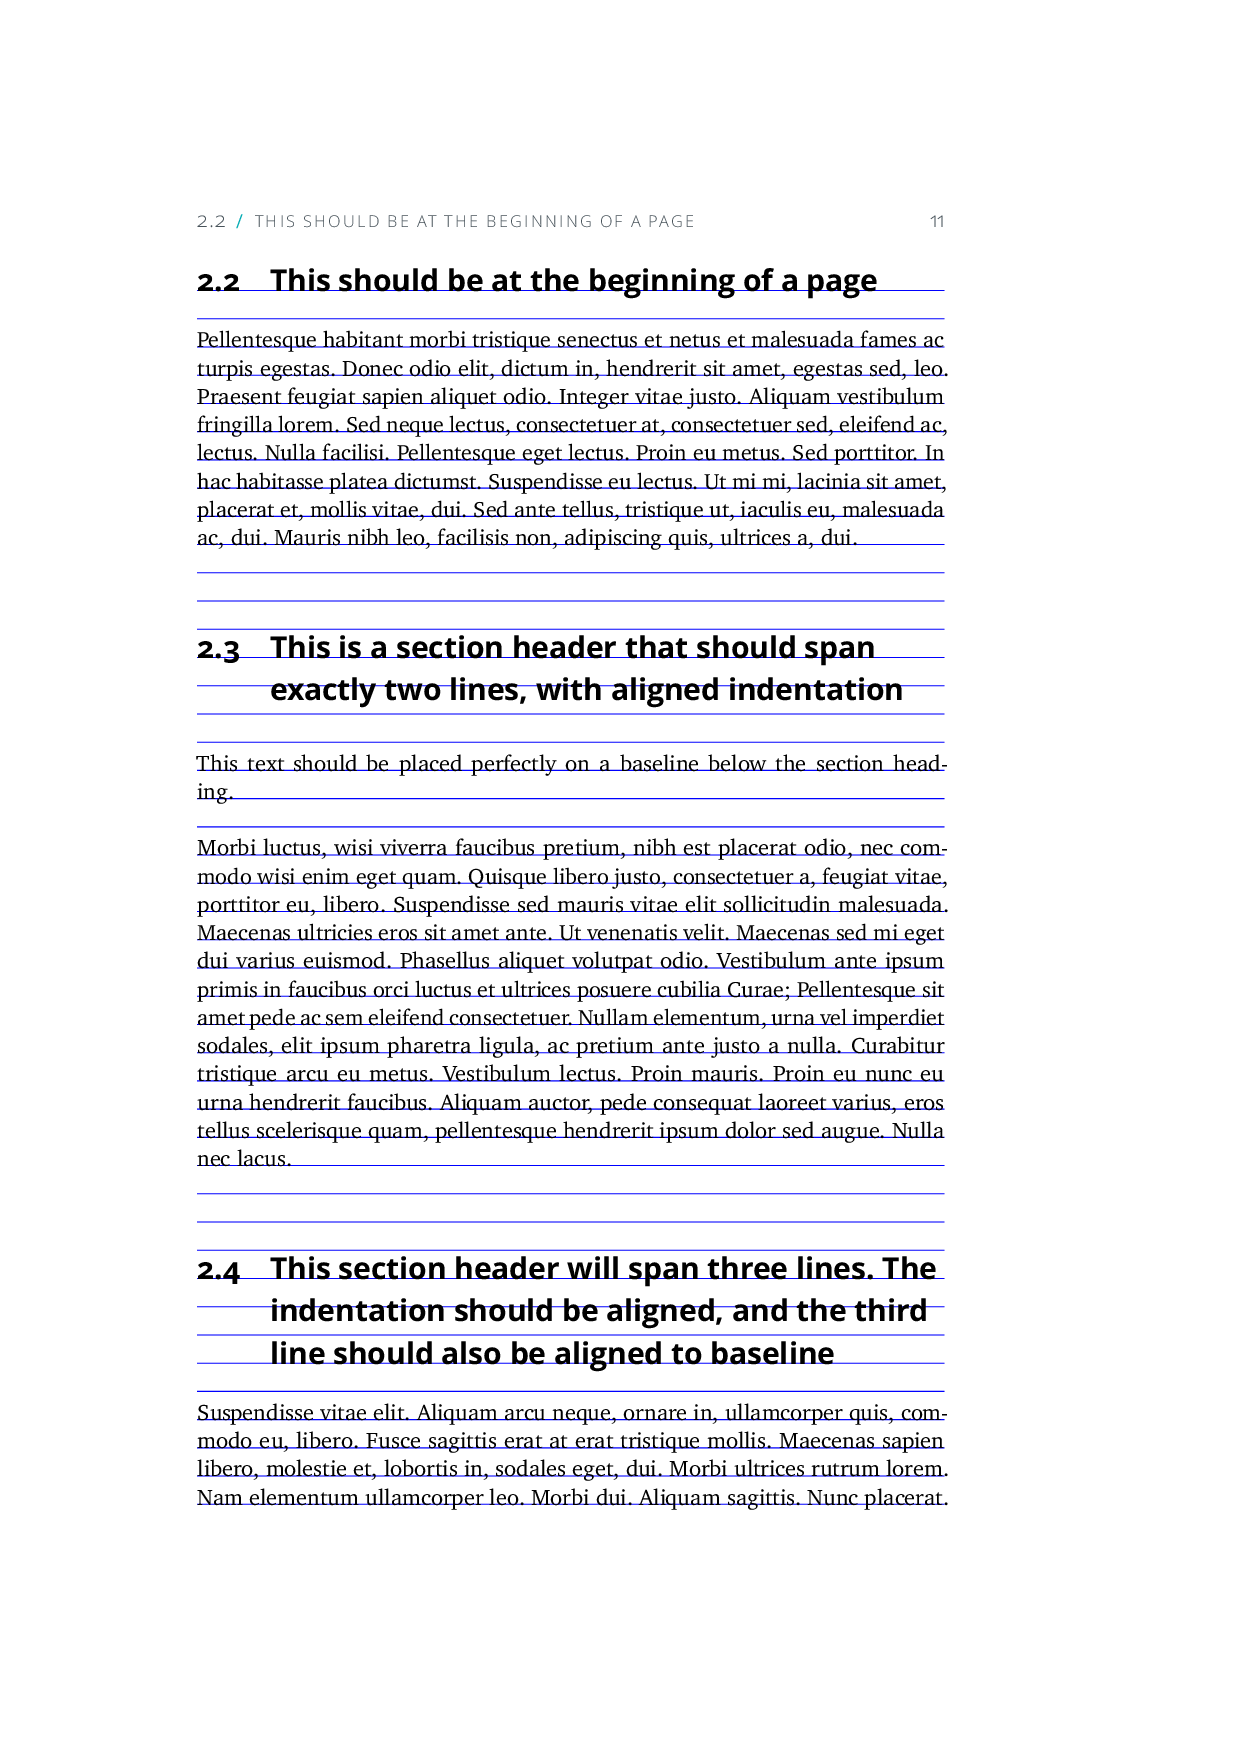 2.2 / THIS SHOULD BE AT THE BEGINNING OF A PAGE 11
2.2 This should be at the beginning of a page
Pellentesque habitant morbi tristique senectus et netus et malesuada fames ac
turpis egestas. Donec odio elit, dictum in, hendrerit sit amet, egestas sed, leo.
Praesent feugiat sapien aliquet odio. Integer vitae justo. Aliquam vestibulum
fringilla lorem. Sed neque lectus, consectetuer at, consectetuer sed, eleifend ac,
lectus. Nulla facilisi. Pellentesque eget lectus. Proin eu metus. Sed porttitor. In
hac habitasse platea dictumst. Suspendisse eu lectus. Ut mi mi, lacinia sit amet,
placerat et, mollis vitae, dui. Sed ante tellus, tristique ut, iaculis eu, malesuada
ac, dui. Mauris nibh leo, facilisis non, adipiscing quis, ultrices a, dui.
2.3 This is a section header that should span
exactly two lines, with aligned indentation
This text should be placed perfectly on a baseline below the section head-
ing.
Morbi luctus, wisi viverra faucibus pretium, nibh est placerat odio, nec com-
modo wisi enim eget quam. Quisque libero justo, consectetuer a, feugiat vitae,
porttitor eu, libero. Suspendisse sed mauris vitae elit sollicitudin malesuada.
Maecenas ultricies eros sit amet ante. Ut venenatis velit. Maecenas sed mi eget
dui varius euismod. Phasellus aliquet volutpat odio. Vestibulum ante ipsum
primis in faucibus orci luctus et ultrices posuere cubilia Curae; Pellentesque sit
amet pede ac sem eleifend consectetuer. Nullam elementum, urna vel imperdiet
sodales, elit ipsum pharetra ligula, ac pretium ante justo a nulla. Curabitur
tristique arcu eu metus. Vestibulum lectus. Proin mauris. Proin eu nunc eu
urna hendrerit faucibus. Aliquam auctor, pede consequat laoreet varius, eros
tellus scelerisque quam, pellentesque hendrerit ipsum dolor sed augue. Nulla
nec lacus.
2.4 This section header will span three lines. The
indentation should be aligned, and the third
line should also be aligned to baseline
Suspendisse vitae elit. Aliquam arcu neque, ornare in, ullamcorper quis, com-
modo eu, libero. Fusce sagittis erat at erat tristique mollis. Maecenas sapien
libero, molestie et, lobortis in, sodales eget, dui. Morbi ultrices rutrum lorem.
Nam elementum ullamcorper leo. Morbi dui. Aliquam sagittis. Nunc placerat.